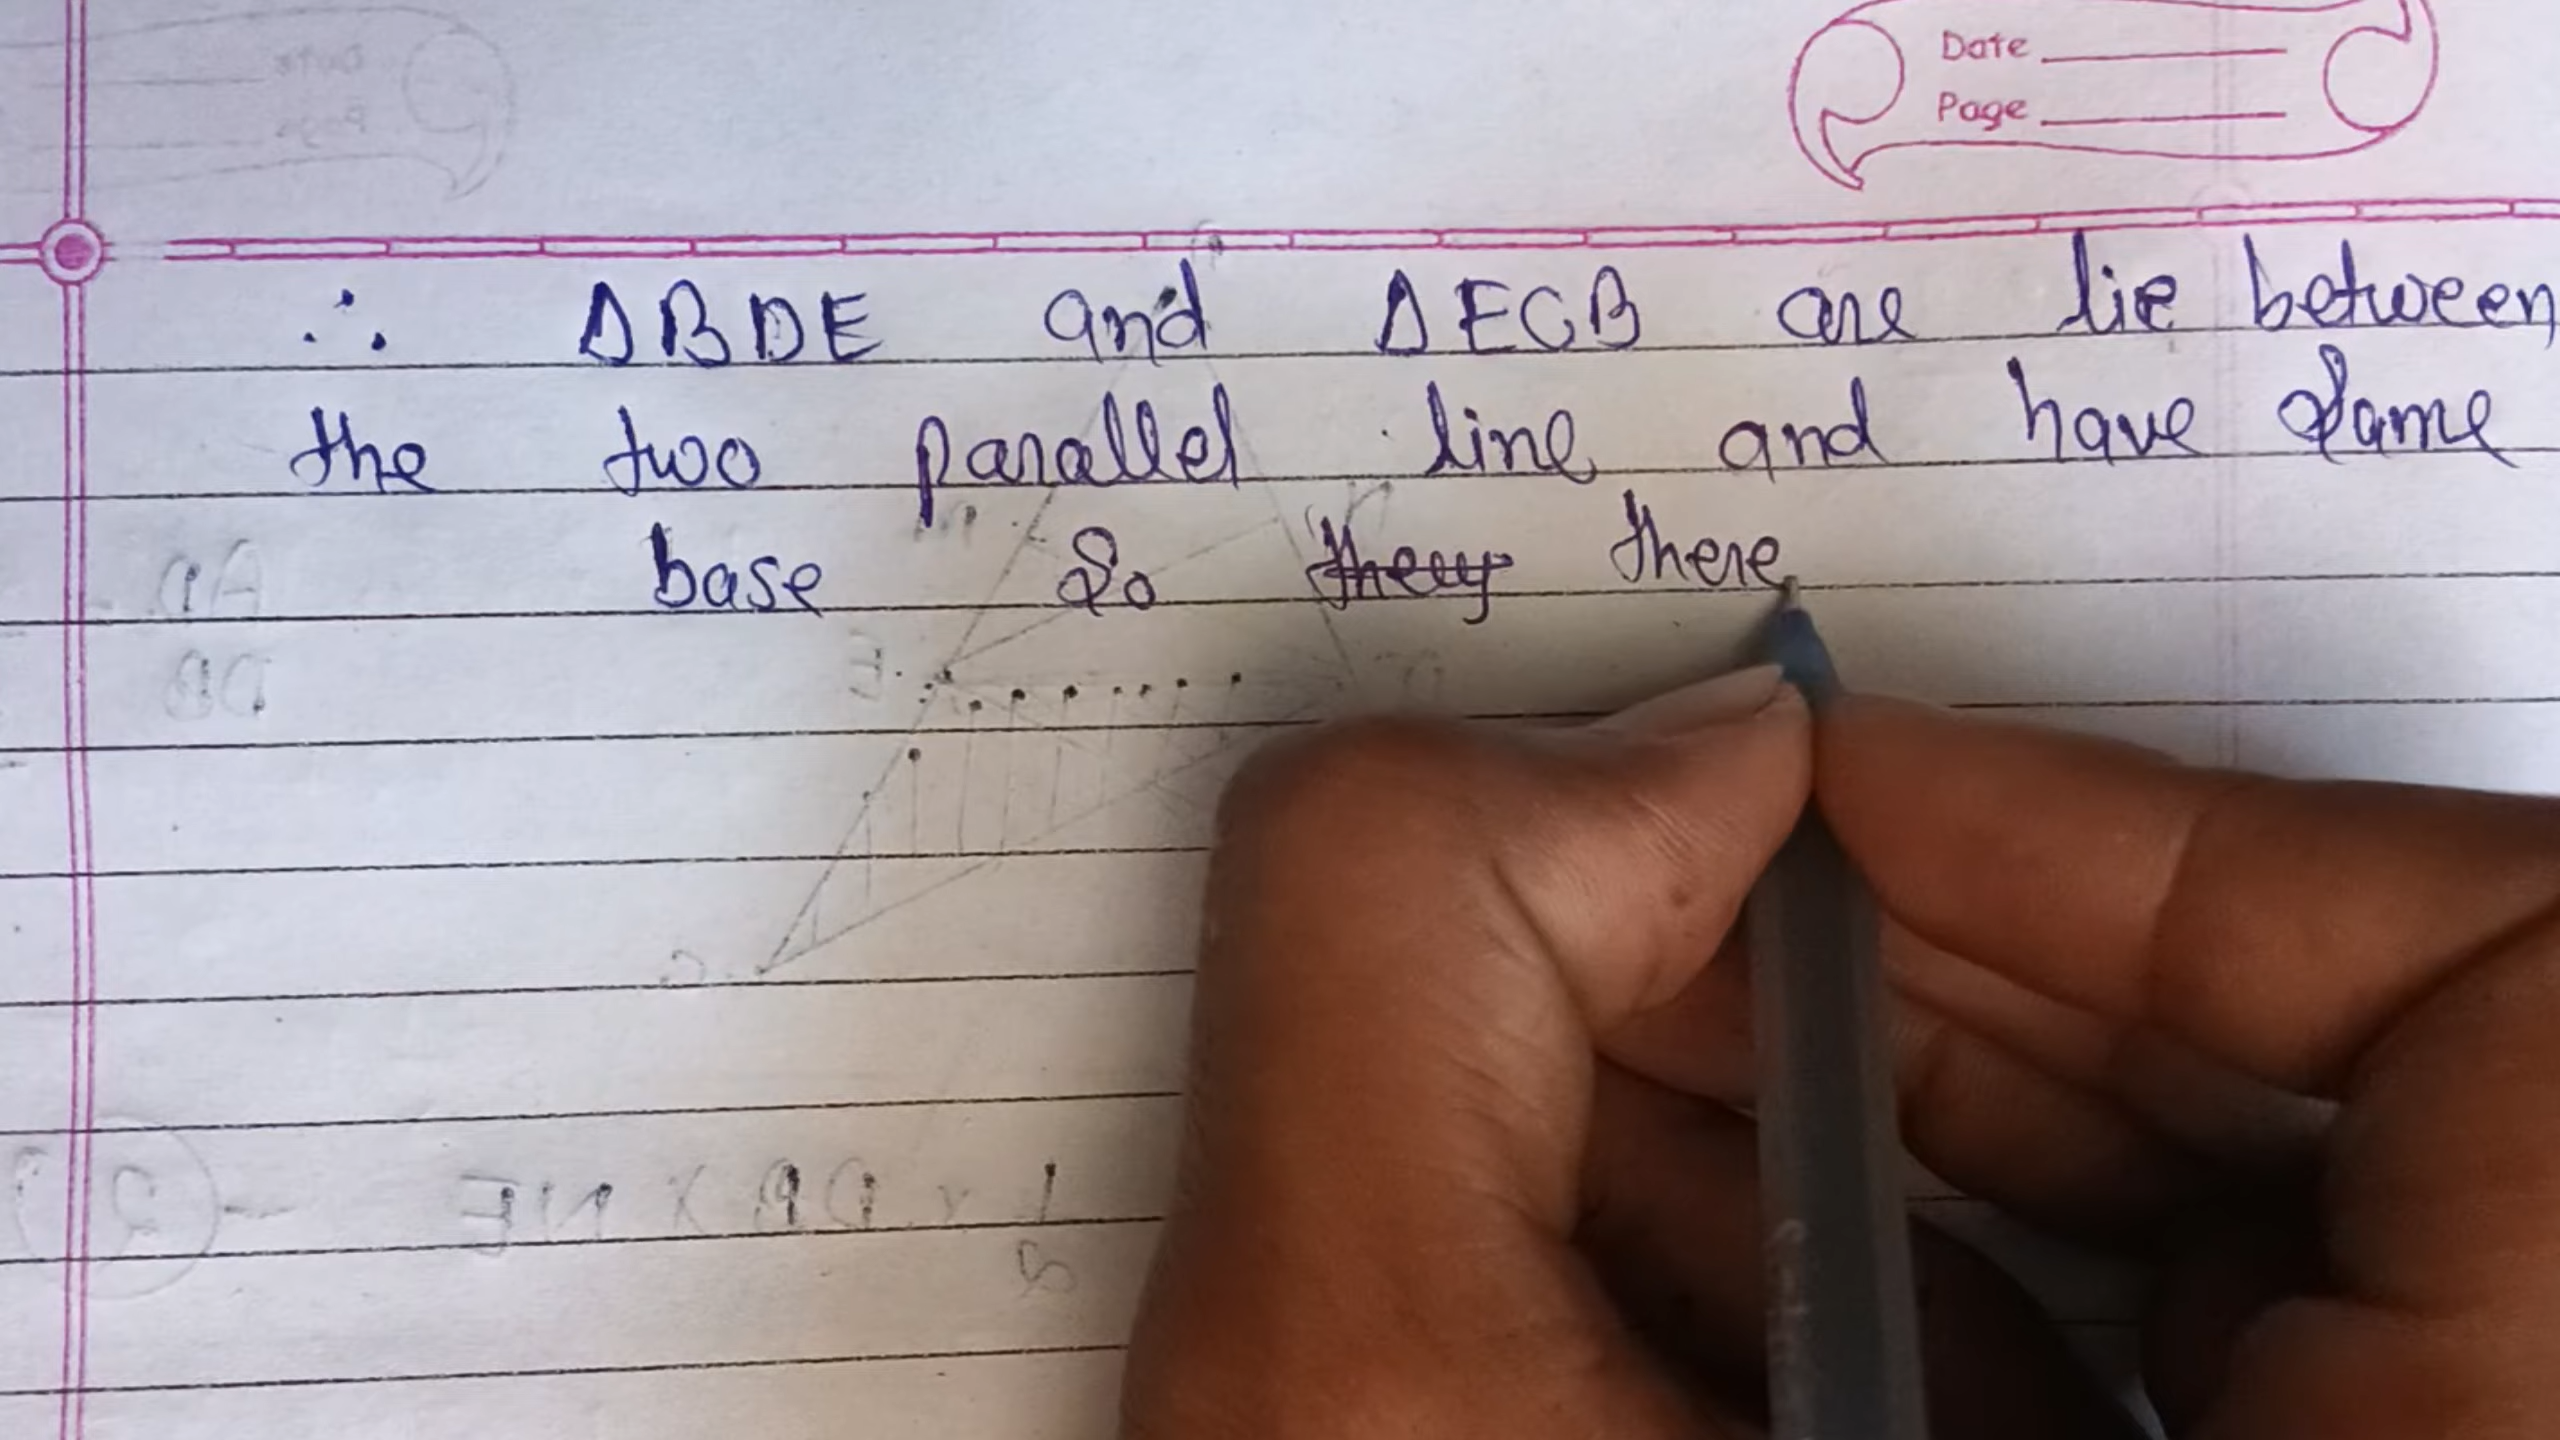 Date
Page
∴ ΔBDE and ΔECB are lie between
the two parallel line and have same
base So they there